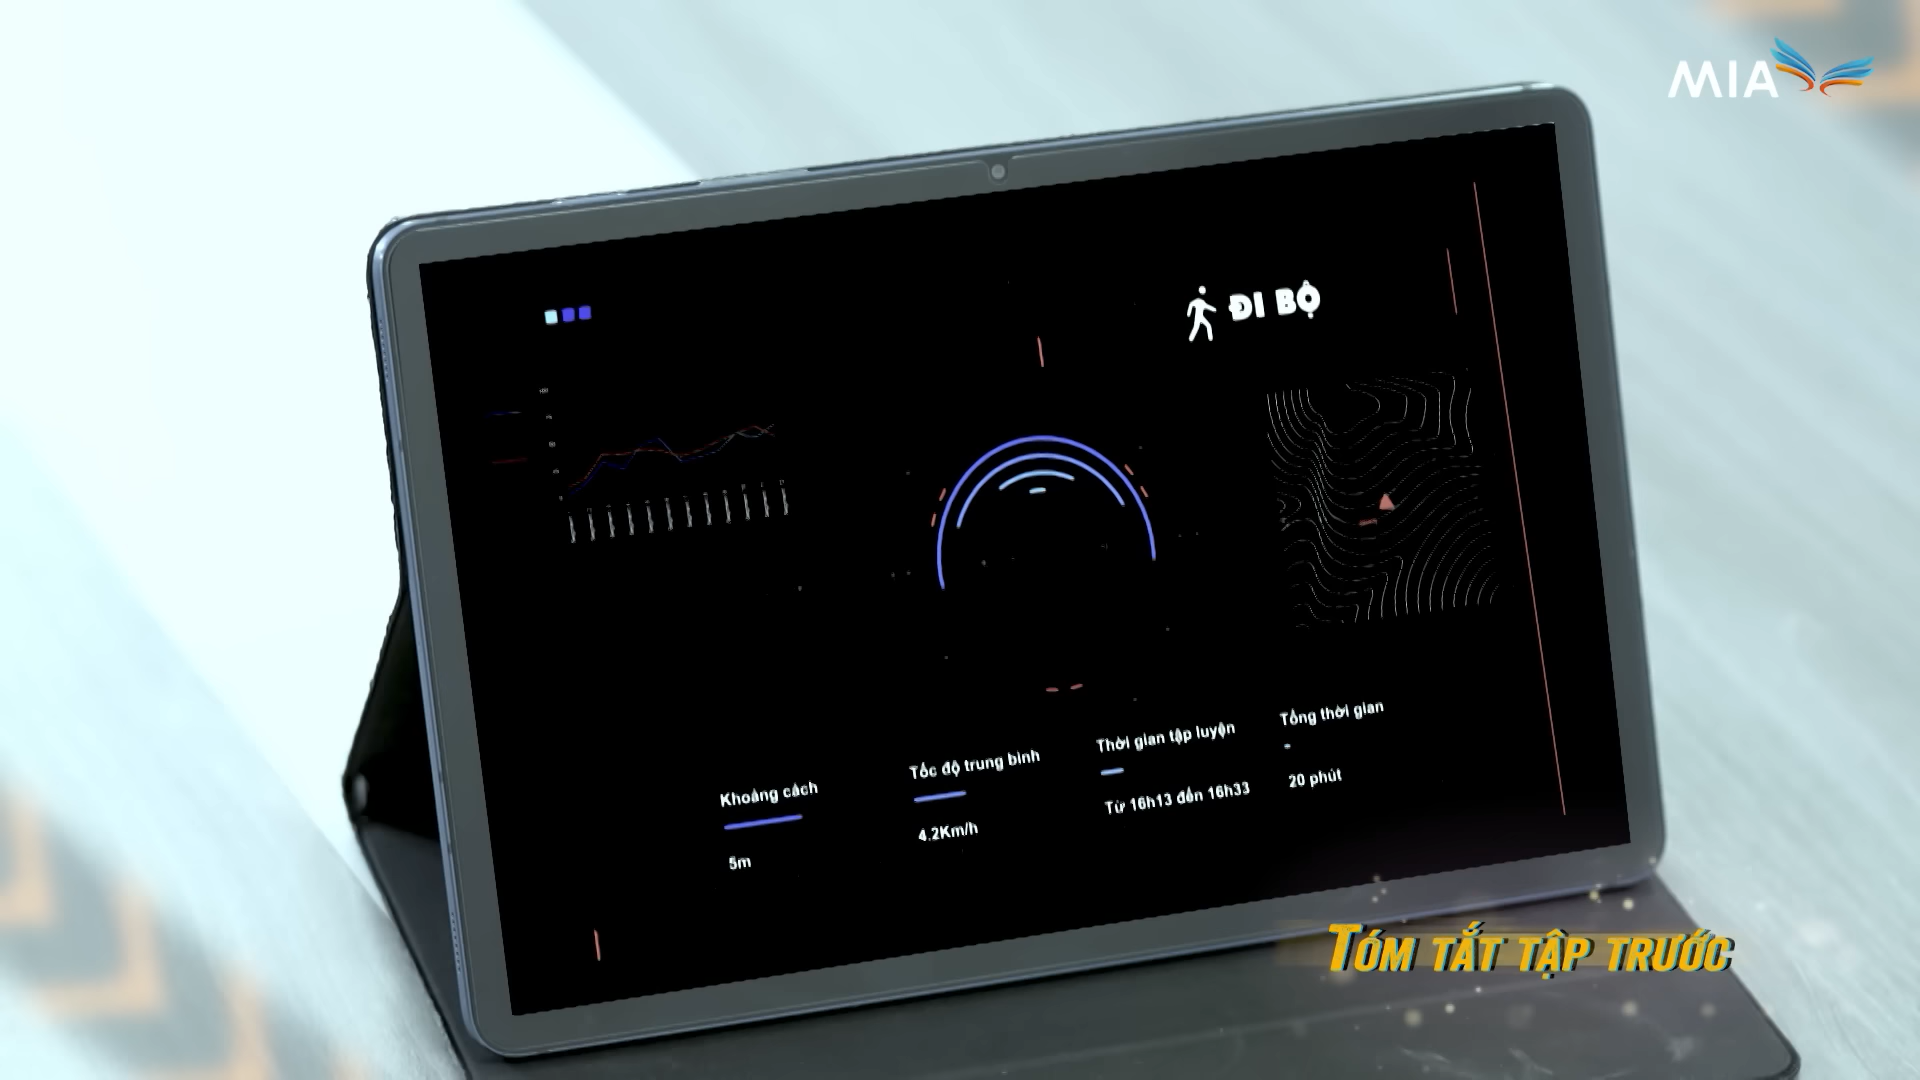 MIA
ĐI BỘ
Khoảng cách
5m
Tốc độ trung bình
4.2Km/h
Thời gian tập luyện
Từ 16h13 đến 16h33
Tổng thời gian
20 phút
TÓM TẮT TẬP TRƯỚC